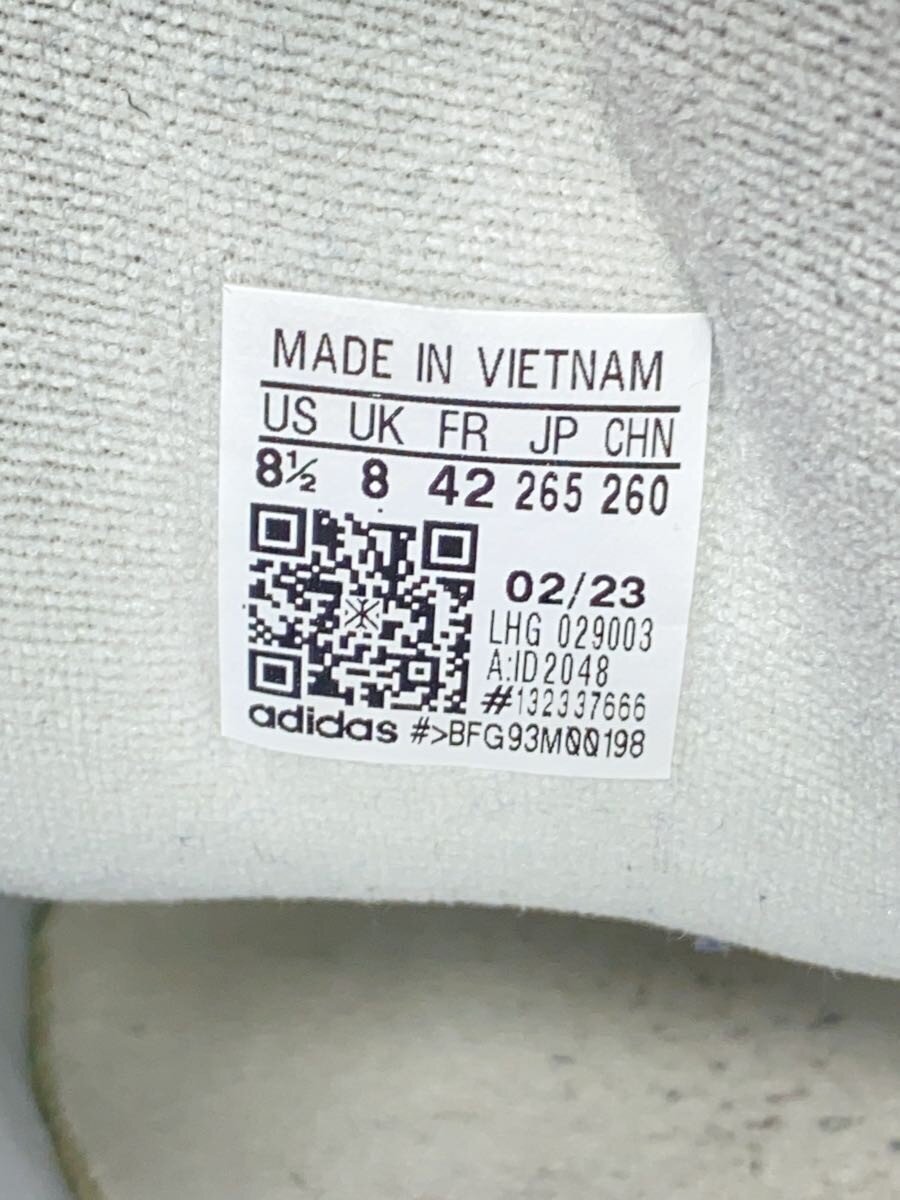 MADE IN VIETNAM
US UK FR JP CHN
8½ 8 42 265 260
02/23
LHG 029003
A:ID2048
#132337666
adidas #>BFG93M00198